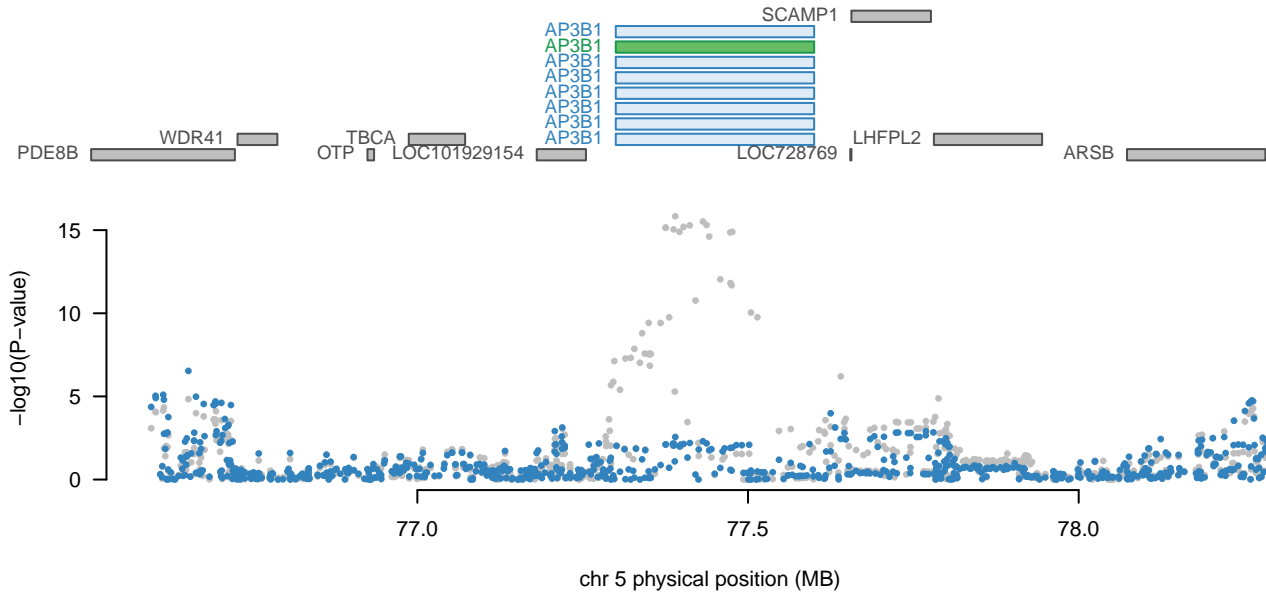 SCAMP1
AP3B1
AP3B1
AP3B1
AP3B1
AP3B1
AP3B1
AP3B1
WDR41 TBCA AP3B1 LHFPL2
PDE8B OTP LOC101929154 LOC728769 ARSB
−log10(P−value)
15
10
5
0
77.0 77.5 78.0
chr 5 physical position (MB)